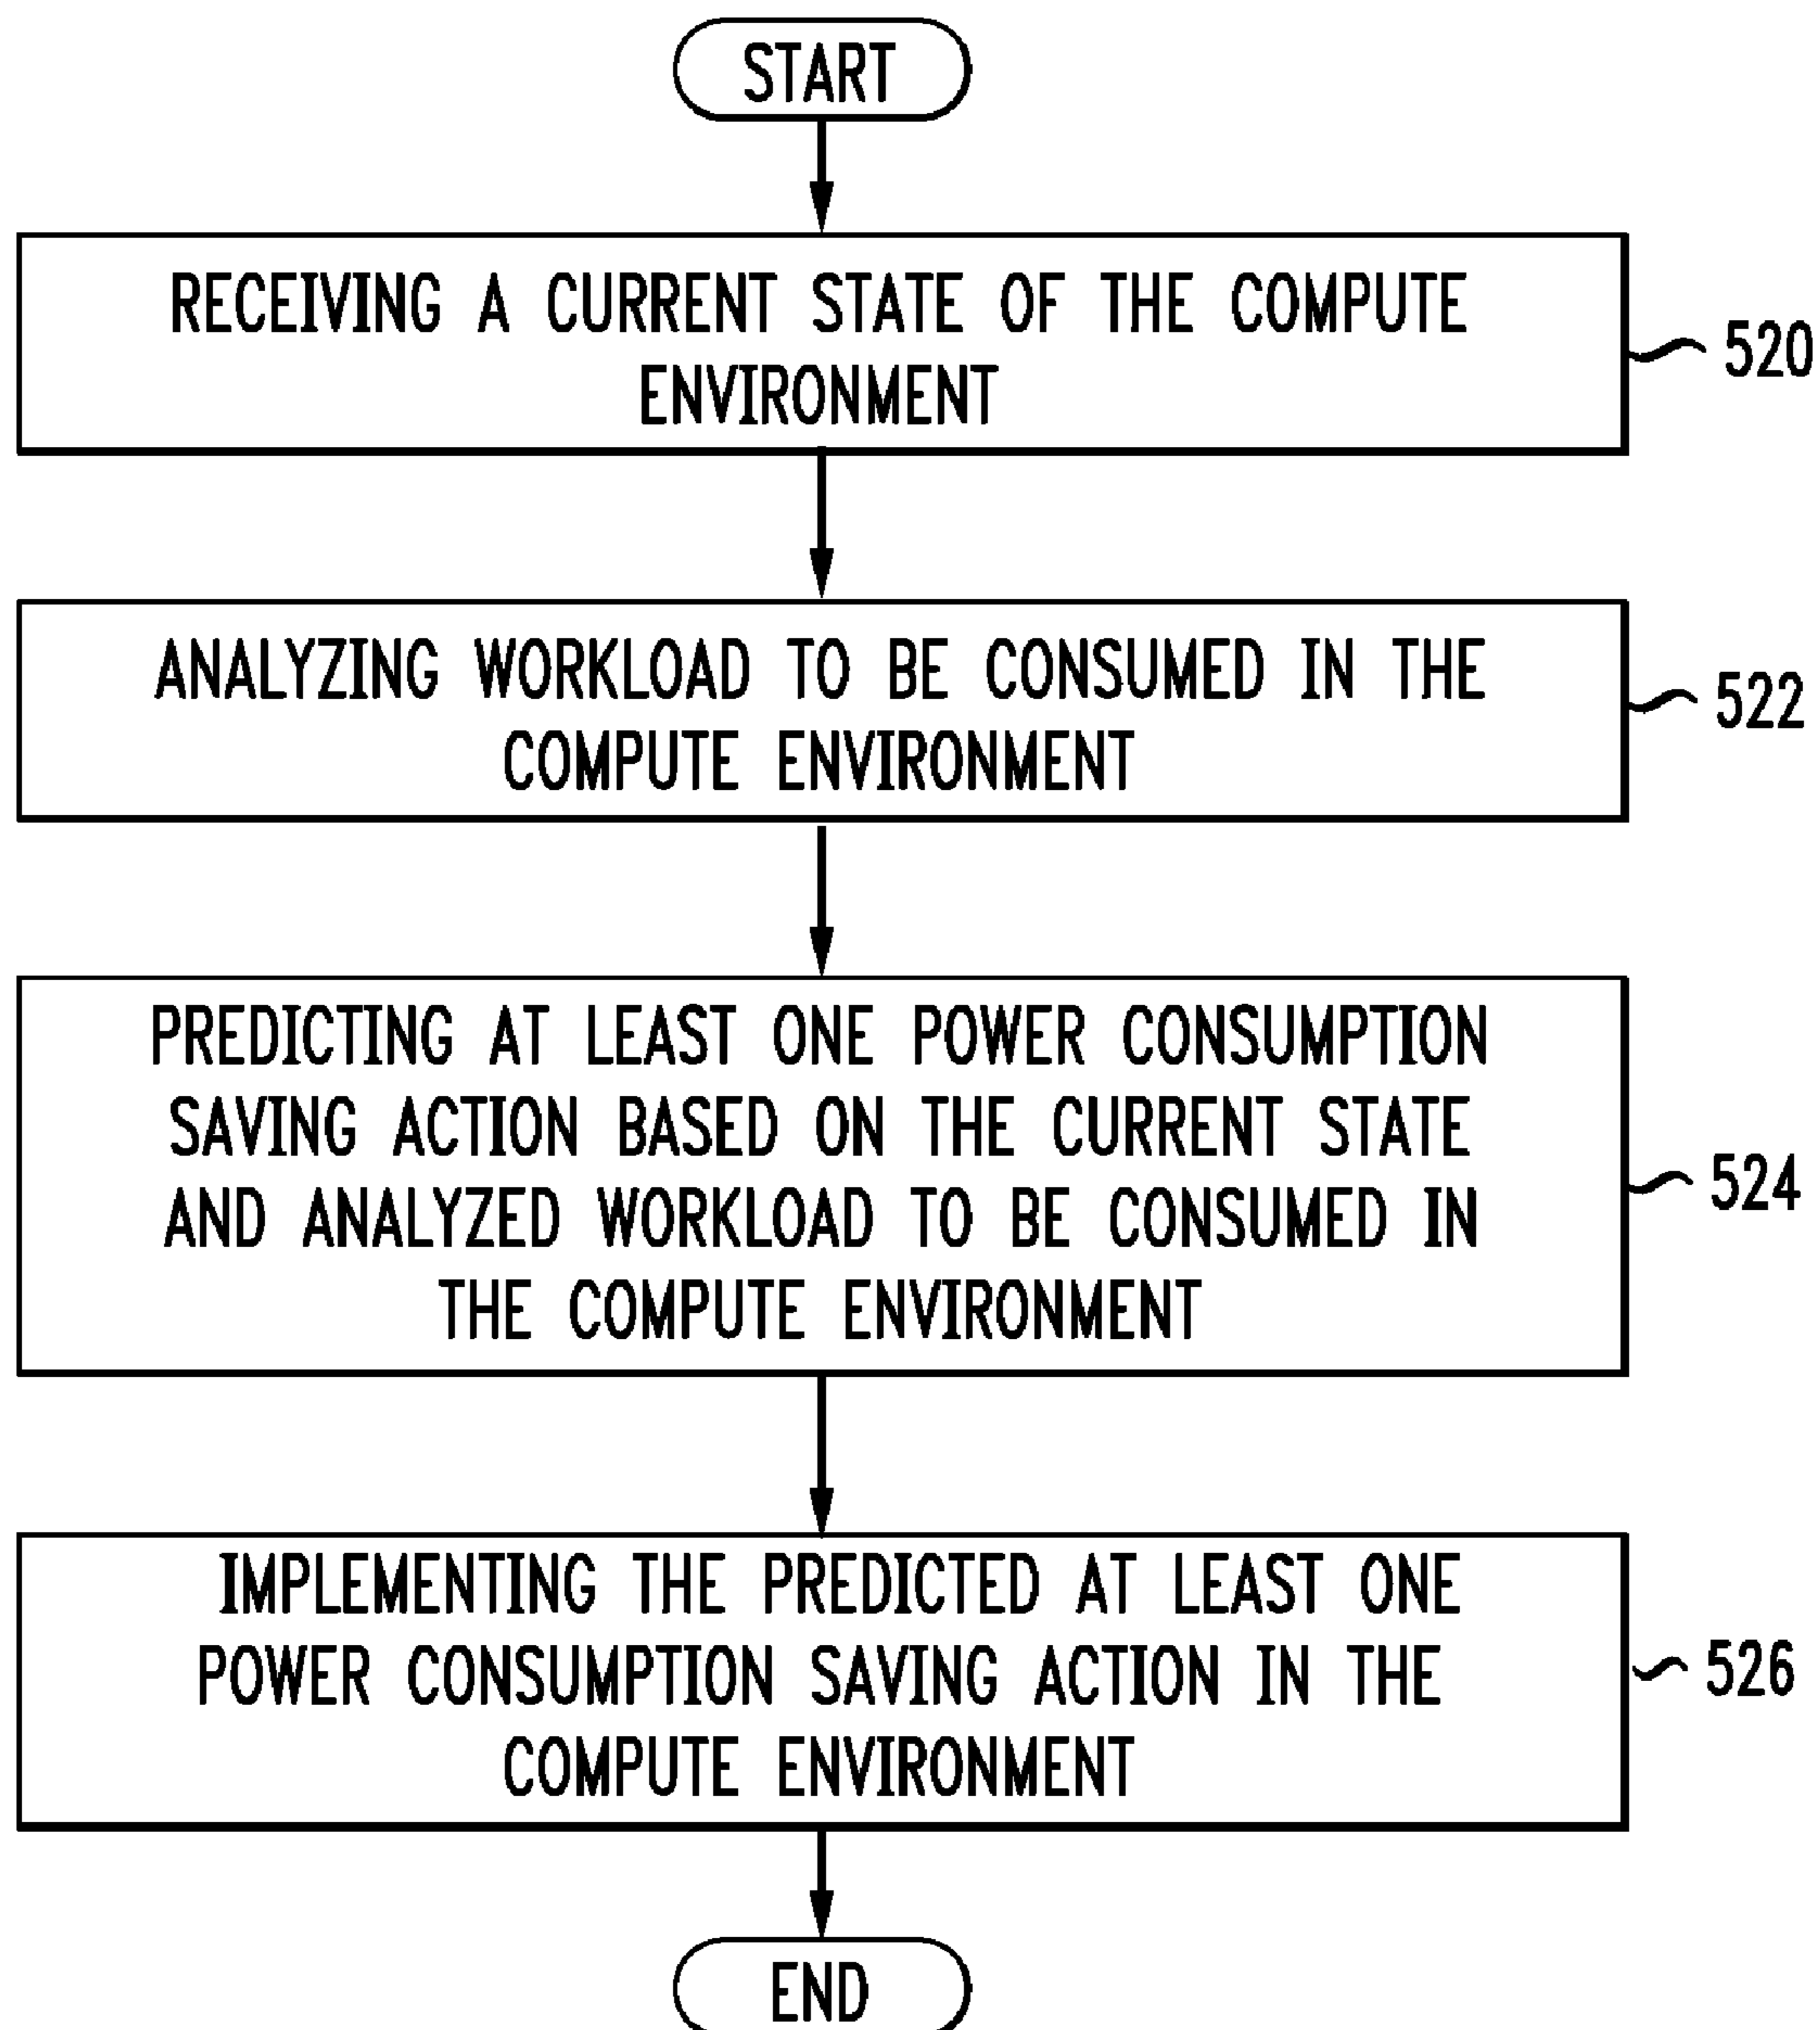 START
RECEIVING A CURRENT STATE OF THE COMPUTE
ENVIRONMENT
520
ANALYZING WORKLOAD TO BE CONSUMED IN THE
COMPUTE ENVIRONMENT
522
PREDICTING AT LEAST ONE POWER CONSUMPTION
SAVING ACTION BASED ON THE CURRENT STATE
AND ANALYZED WORKLOAD TO BE CONSUMED IN
THE COMPUTE ENVIRONMENT
524
IMPLEMENTING THE PREDICTED AT LEAST ONE
POWER CONSUMPTION SAVING ACTION IN THE
COMPUTE ENVIRONMENT
526
END